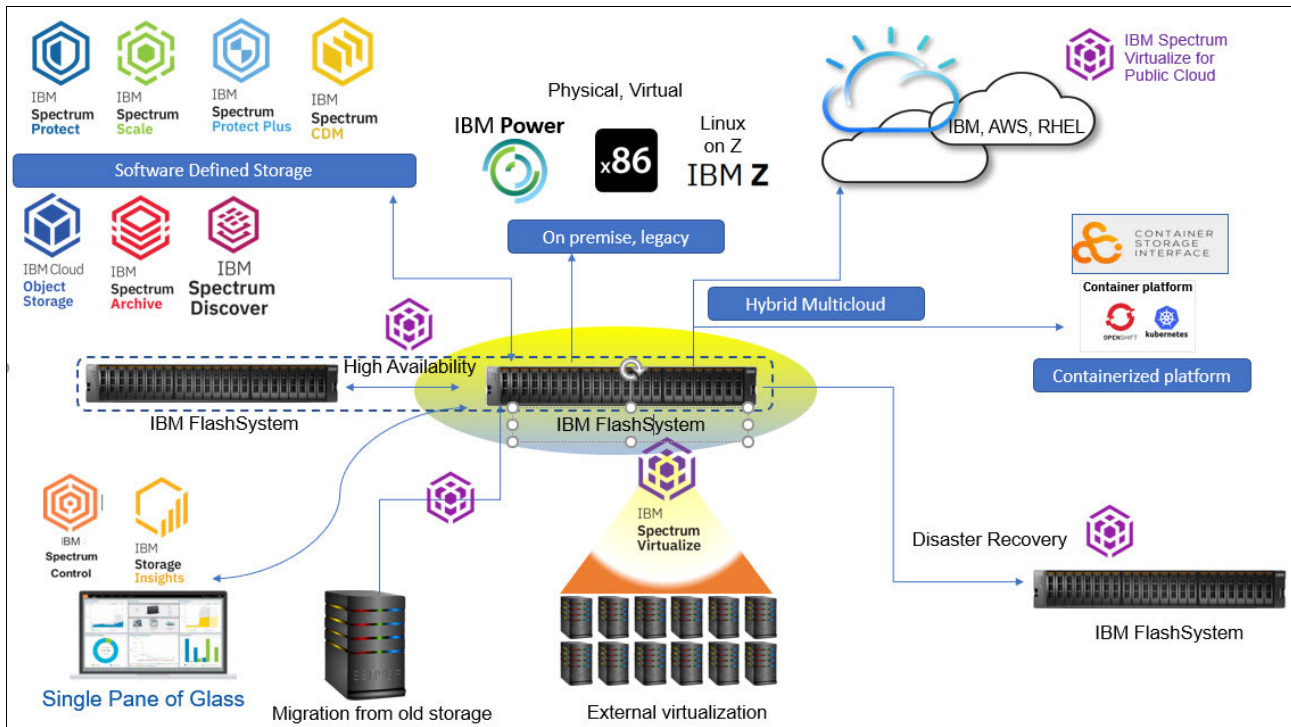 IBM
Spectrum
Protect
IBM
Spectrum
Scale
IBM
Spectrum
Protect Plus
IBM
Spectrum
CDM
Software Defined Storage
IBM Cloud
Object
Storage
IBM
Spectrum
Archive
IBM
Spectrum
Discover
Physical, Virtual
IBM Power
x86
Linux
on Z
IBM Z
On premise, legacy
IBM, AWS, RHEL
IBM Spectrum
Virtualize for
Public Cloud
Hybrid Multicloud
CONTAINER
STORAGE
INTERFACE
Container platform
OPENSHIFT
kubernetes
Containerized platform
High Availability
IBM FlashSystem
IBM FlashSystem
IBM
Spectrum
Control
IBM
Storage
Insights
Single Pane of Glass
Migration from old storage
IBM
Spectrum
Virtualize
External virtualization
Disaster Recovery
IBM FlashSystem